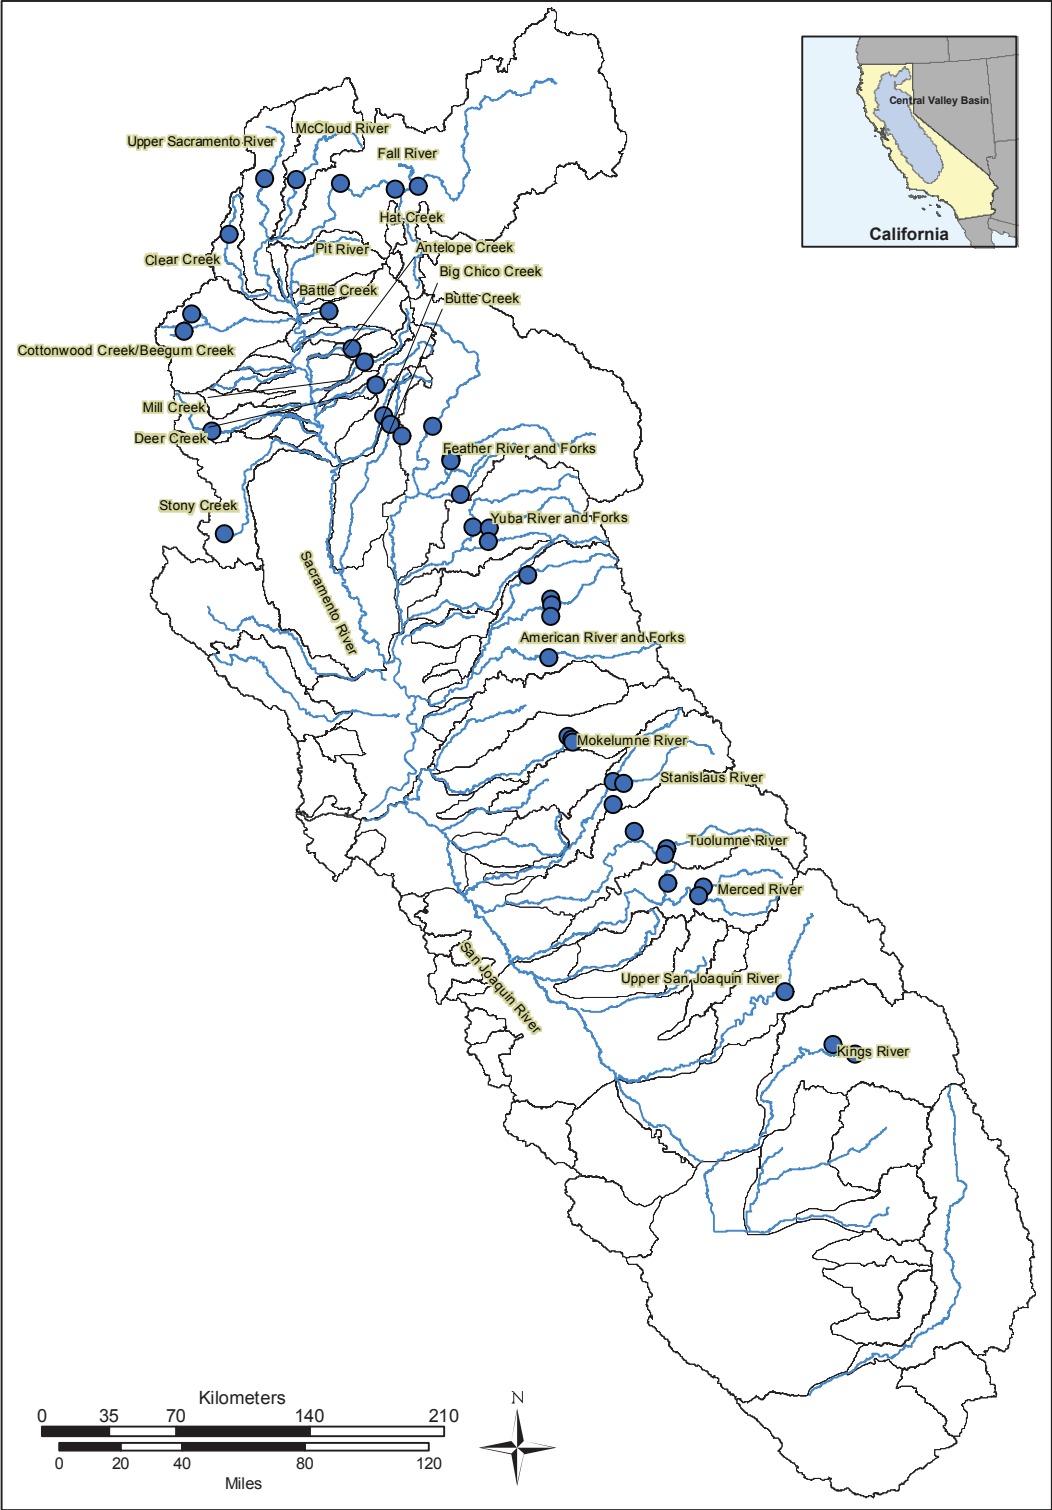 Central Valley Basin
California
McCloud River
Upper Sacramento River
Fall River
Hat Creek
Pit River
Antelope Creek
Clear Creek
Big Chico Creek
Battle Creek
Butte Creek
Cottonwood Creek/Beegum Creek
Mill Creek
Deer Creek
Feather River and Forks
Stony Creek
Yuba River and Forks
Sacramento River
American River and Forks
Mokelumne River
Stanislaus River
Tuolumne River
Merced River
San Joaquin River
Upper San Joaquin River
Kings River
Kilometers
0 35 70 140 210
0 20 40 80 120
Miles
N